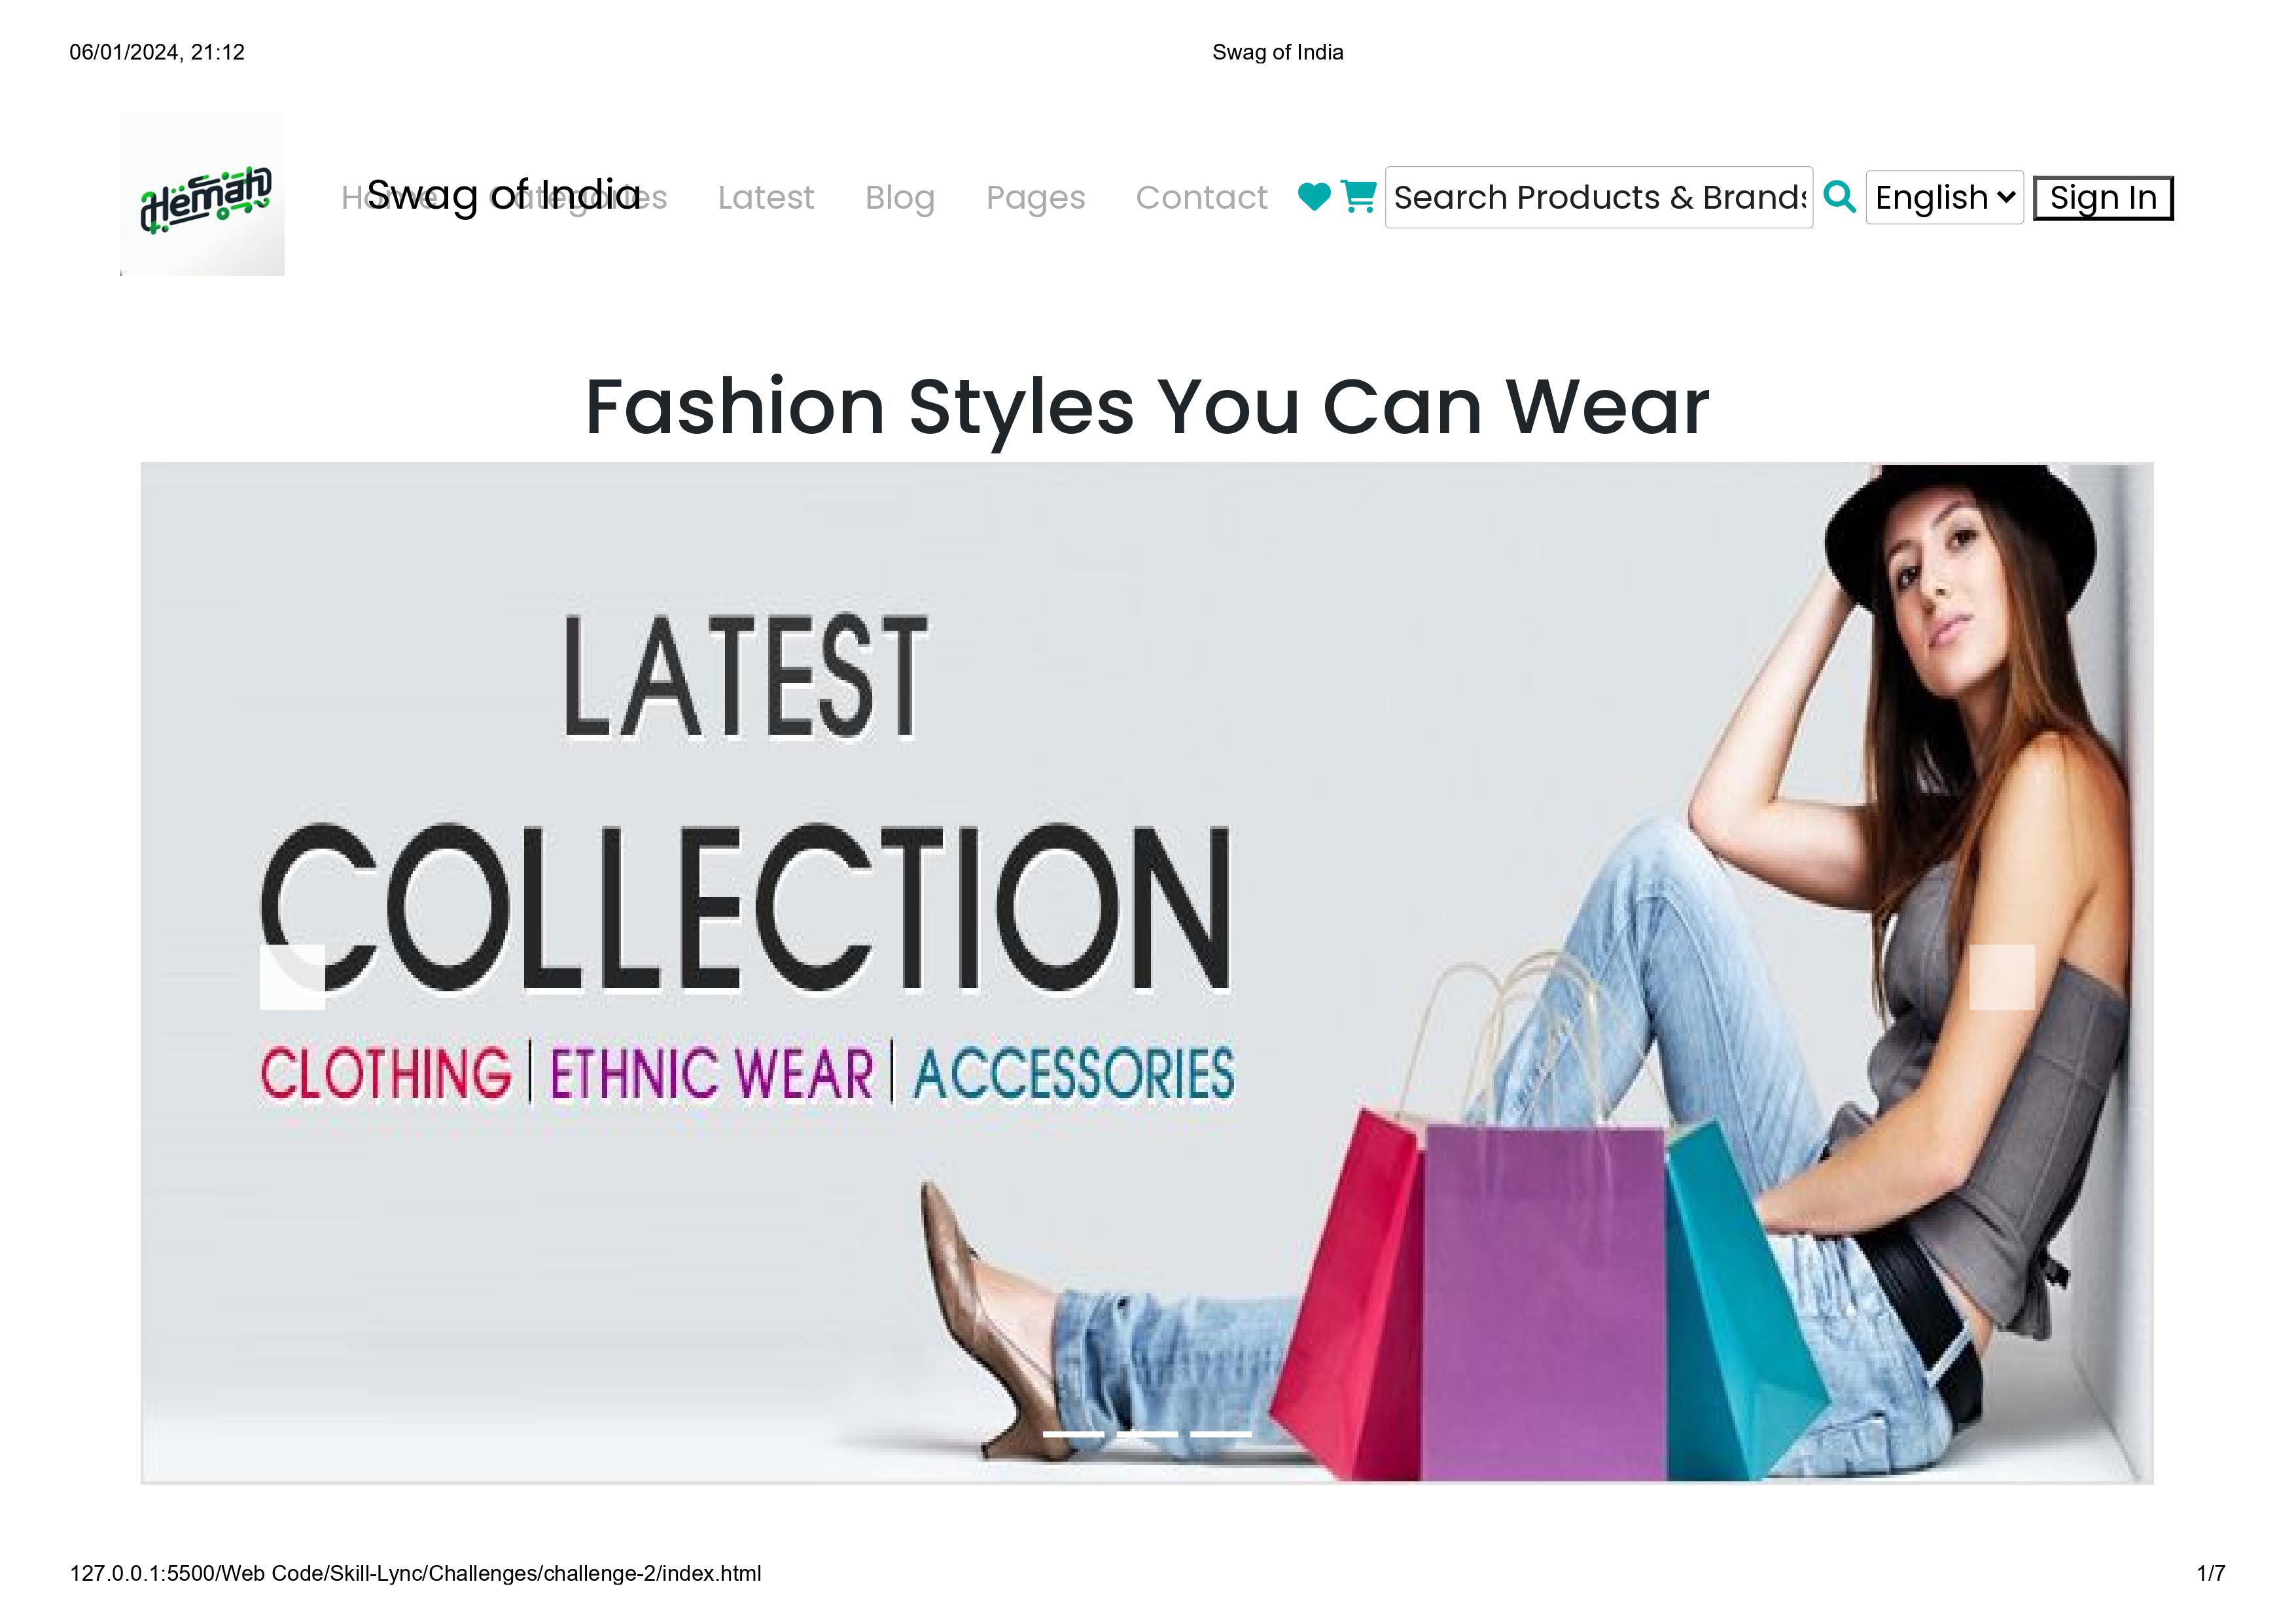 06/01/2024, 21:12 Swag of India
Hemah
Swag of India
Home Categories Latest Blog Pages Contact Search Products & Brands English Sign In
Fashion Styles You Can Wear
LATEST
COLLECTION
CLOTHING | ETHNIC WEAR | ACCESSORIES
127.0.0.1:5500/Web Code/Skill-Lync/Challenges/challenge-2/index.html 1/7